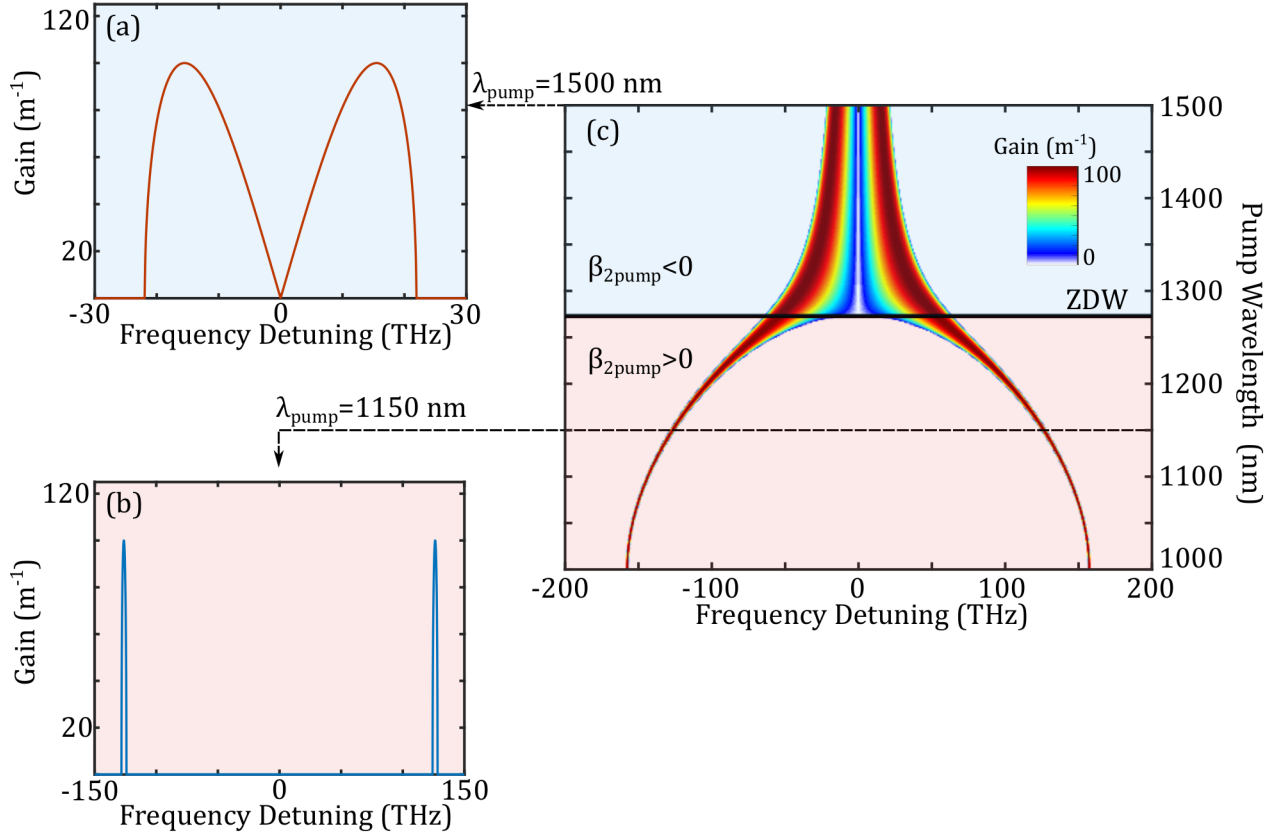 120
(a)
Gain (m⁻¹)
20
-30
0
30
Frequency Detuning (THz)
λpump=1500 nm
(c)
Gain (m⁻¹)
100
0
β2pump<0
ZDW
β2pump>0
1500
1400
1300
1200
1100
1000
Pump Wavelength (nm)
-200
-100
0
100
200
Frequency Detuning (THz)
λpump=1150 nm
120
(b)
Gain (m⁻¹)
20
-150
0
150
Frequency Detuning (THz)